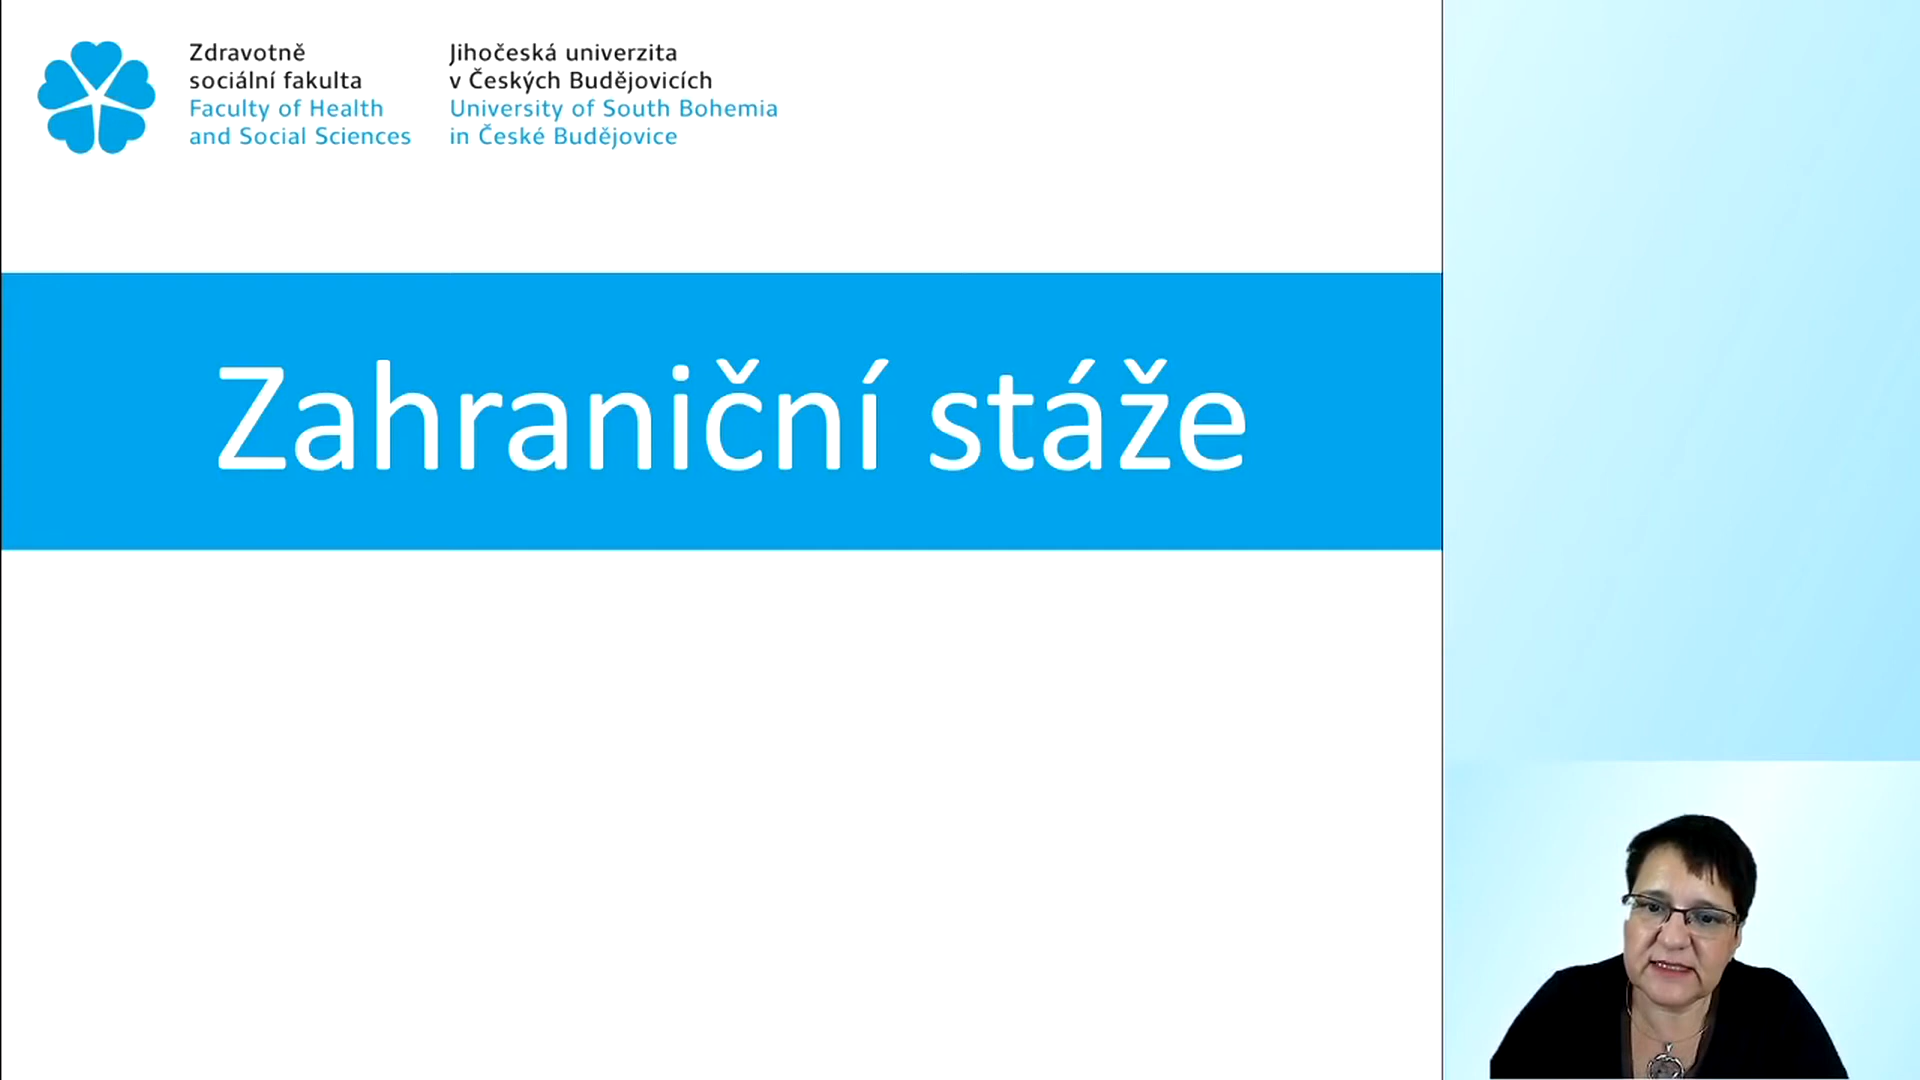 Zdravotně
sociální fakulta
Faculty of Health
and Social Sciences
Jihočeská univerzita
v Českých Budějovicích
University of South Bohemia
in České Budějovice
Zahraniční stáže